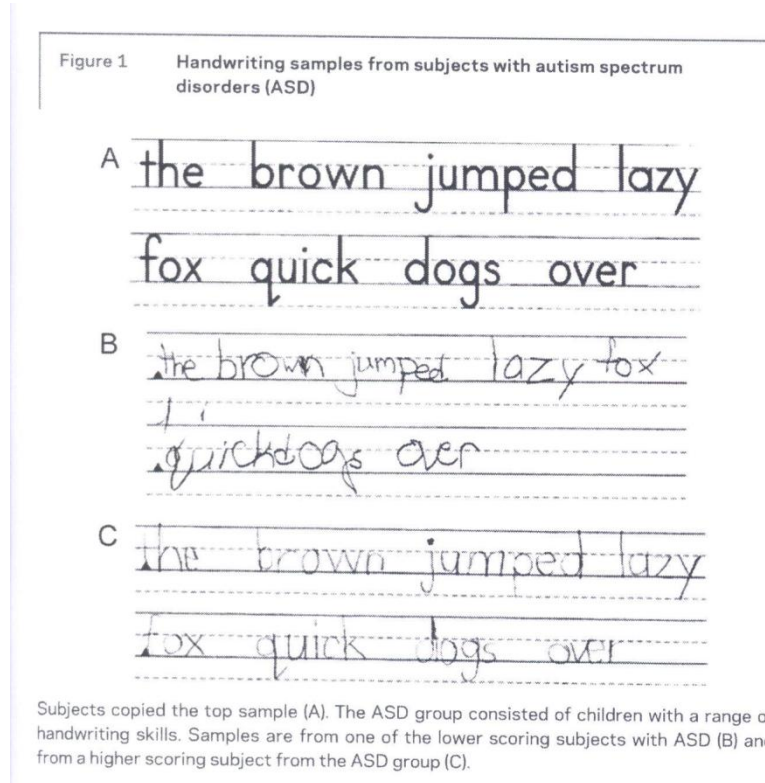 Figure 1 Handwriting samples from subjects with autism spectrum
disorders (ASD)
A the brown jumped lazy
fox quick dogs over
B the brown jumped lazy fox
quickdogs over
C the brown jumped lazy
fox quick dogs over
Subjects copied the top sample (A). The ASD group consisted of children with a range o
handwriting skills. Samples are from one of the lower scoring subjects with ASD (B) an
from a higher scoring subject from the ASD group (C).